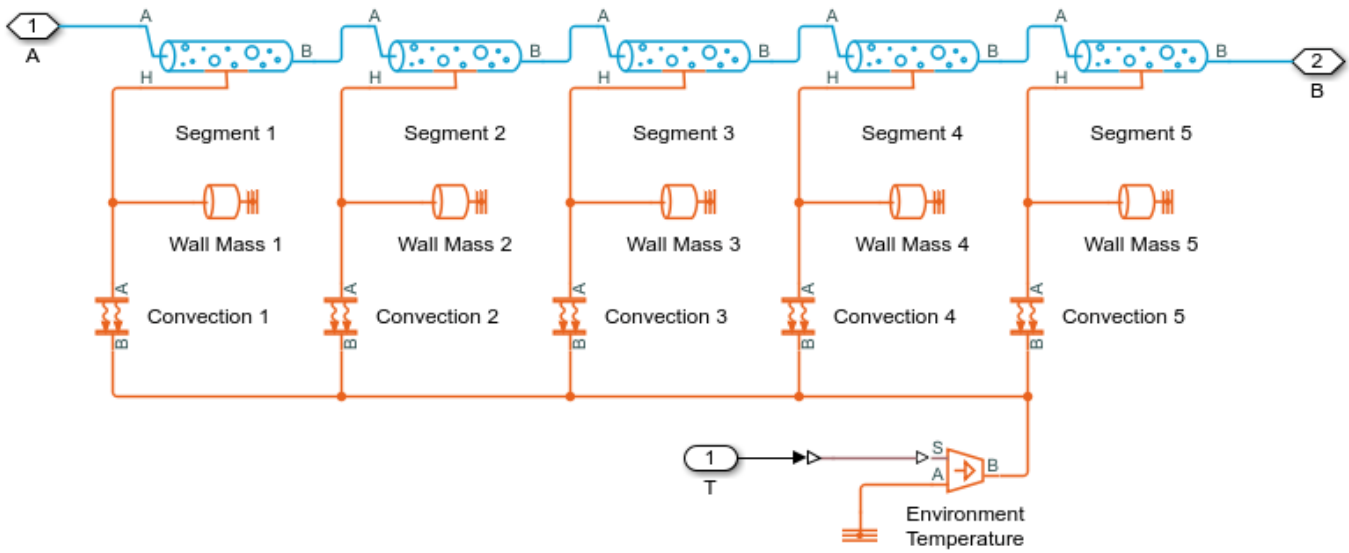 1 A A B A B A B A B A B 2
A B
H H H H H
Segment 1 Segment 2 Segment 3 Segment 4 Segment 5
Wall Mass 1 Wall Mass 2 Wall Mass 3 Wall Mass 4 Wall Mass 5
A A A A A
Convection 1 Convection 2 Convection 3 Convection 4 Convection 5
B B B B B
1 S
T A B
Environment
Temperature